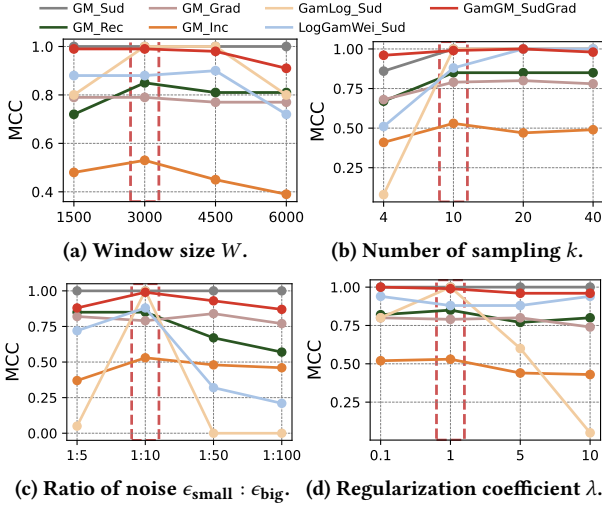 GM_Sud GM_Grad GamLog_Sud GamGM_SudGrad
GM_Rec GM_Inc LogGamWei_Sud
MCC
1.0
0.8
0.6
0.4
1500 3000 4500 6000
(a) Window size W.
MCC
1.00
0.75
0.50
0.25
4 10 20 40
(b) Number of sampling k.
MCC
1.00
0.75
0.50
0.25
0.00
1:5 1:10 1:50 1:100
(c) Ratio of noise ϵsmall : ϵbig.
MCC
1.00
0.75
0.50
0.25
0.1 1 5 10
(d) Regularization coefficient λ.